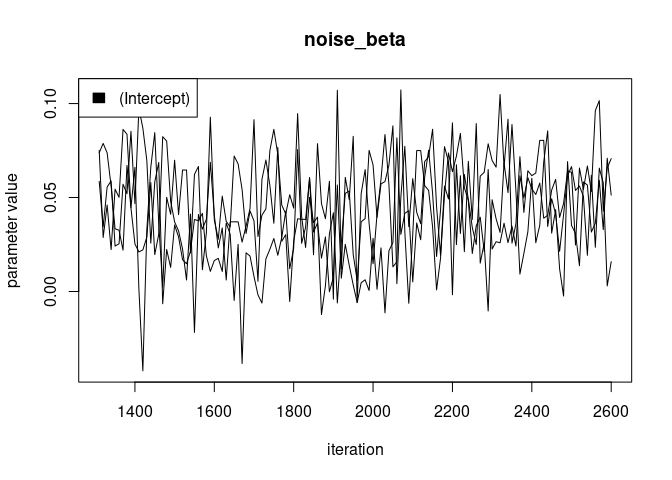 noise_beta
(Intercept)
0.10
0.05
0.00
parameter value
1400 1600 1800 2000 2200 2400 2600
iteration